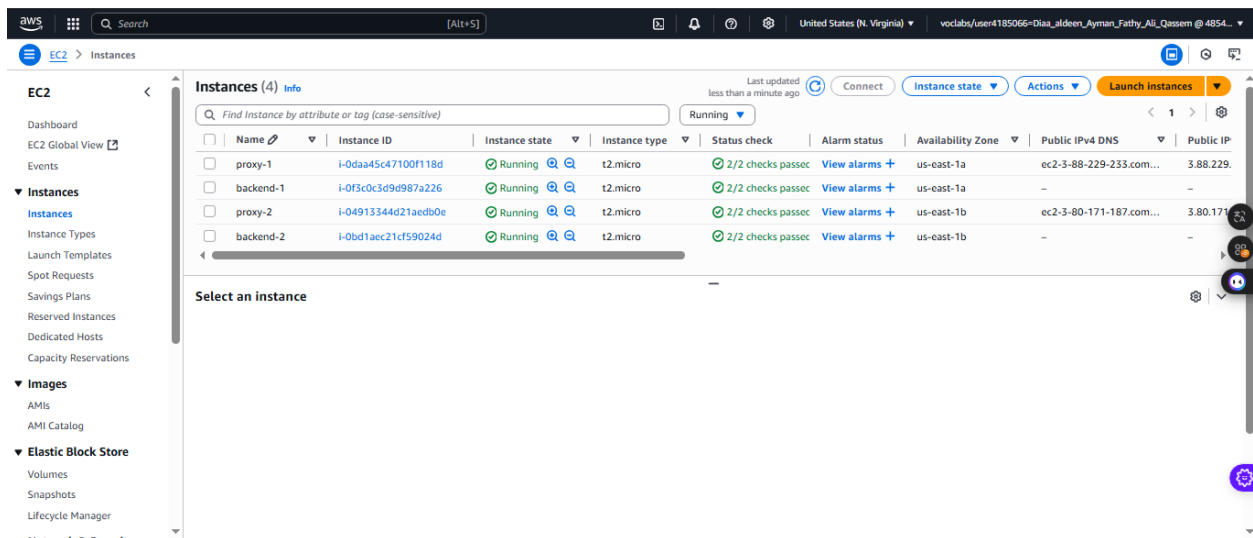 aws Search [Alt+S] United States (N. Virginia) voclabs/user4185066=Diaa_aldeen_Ayman_Fathy_Ali_Qassem @ 4854...
EC2 > Instances
EC2
Dashboard
EC2 Global View
Events
Instances
Instances
Instance Types
Launch Templates
Spot Requests
Savings Plans
Reserved Instances
Dedicated Hosts
Capacity Reservations
Images
AMIs
AMI Catalog
Elastic Block Store
Volumes
Snapshots
Lifecycle Manager
Instances (4) Info
Last updated
less than a minute ago
Connect Instance state Actions Launch instances
Find Instance by attribute or tag (case-sensitive) Running 1
Name Instance ID Instance state Instance type Status check Alarm status Availability Zone Public IPv4 DNS Public IP
proxy-1 i-0daa45c47100f118d Running t2.micro 2/2 checks passec View alarms + us-east-1a ec2-3-88-229-233.com... 3.88.229.
backend-1 i-0f3c0c3d9d987a226 Running t2.micro 2/2 checks passec View alarms + us-east-1a – –
proxy-2 i-04913344d21aedb0e Running t2.micro 2/2 checks passec View alarms + us-east-1b ec2-3-80-171-187.com... 3.80.171
backend-2 i-0bd1aec21cf59024d Running t2.micro 2/2 checks passec View alarms + us-east-1b – –
Select an instance